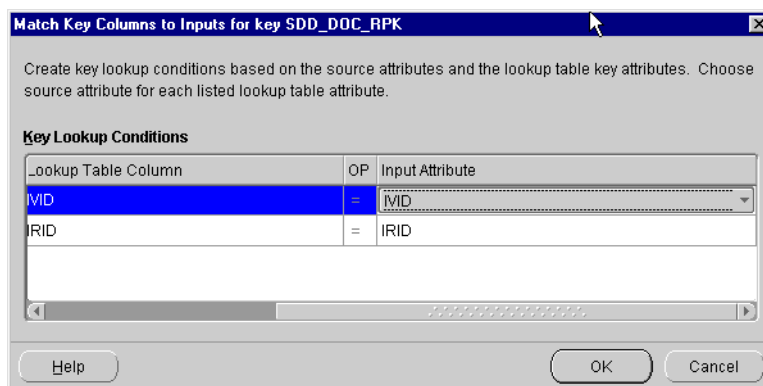 Match Key Columns to Inputs for key SDD_DOC_RPK
Create key lookup conditions based on the source attributes and the lookup table key attributes. Choose
source attribute for each listed lookup table attribute.
Key Lookup Conditions
Lookup Table Column OP Input Attribute
IVID = IVID
IRID = IRID
Help OK Cancel